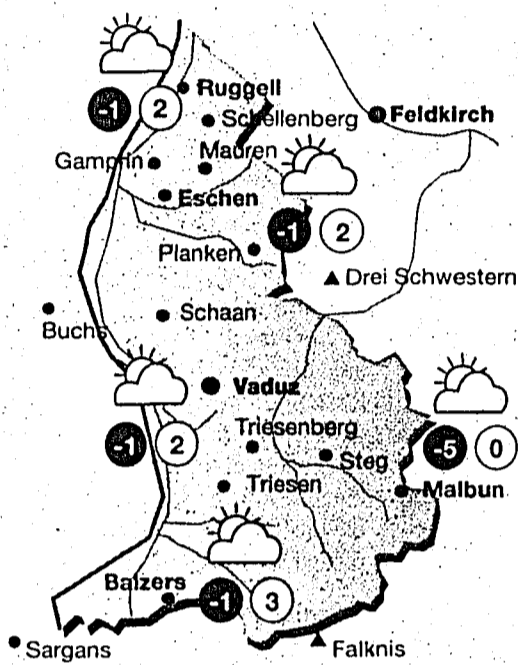 Ruggell
-1 2
Schellenberg
Feldkirch
Gamprin
Mauren
Eschen
-1 2
Planken
Drei Schwestern
Schaan
Buchs
Vaduz
-1 2
Triesenberg
-5 0
Steg
Triesen
Malbun
Balzers
-1 3
Sargans
Falknis